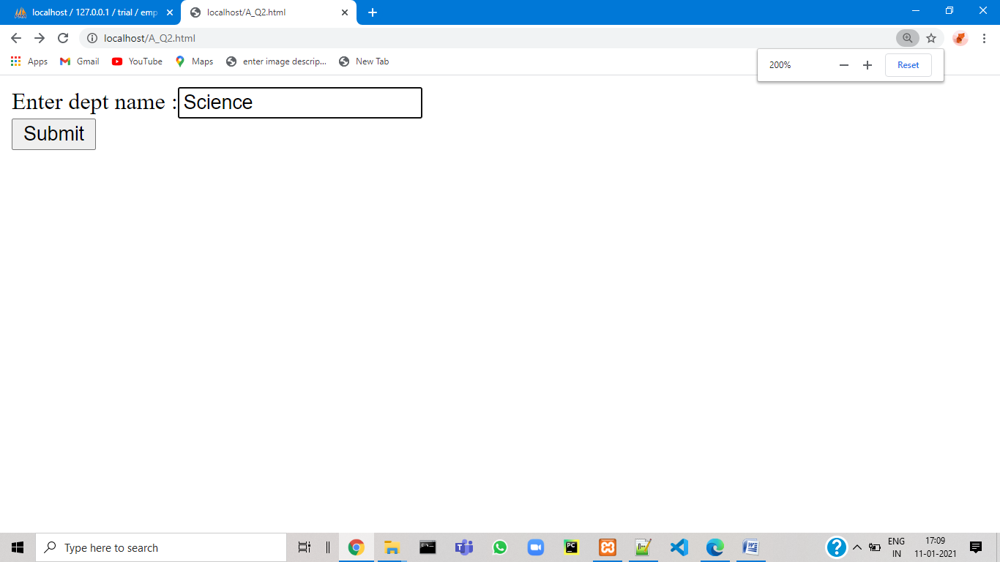 localhost / 127.0.0.1 / trial / emp
localhost/A_Q2.html
localhost/A_Q2.html
Apps
Gmail
YouTube
Maps
enter image descrip...
New Tab
200%
Reset
Enter dept name :
Science
Submit
Type here to search
ENG
IN
17:09
11-01-2021